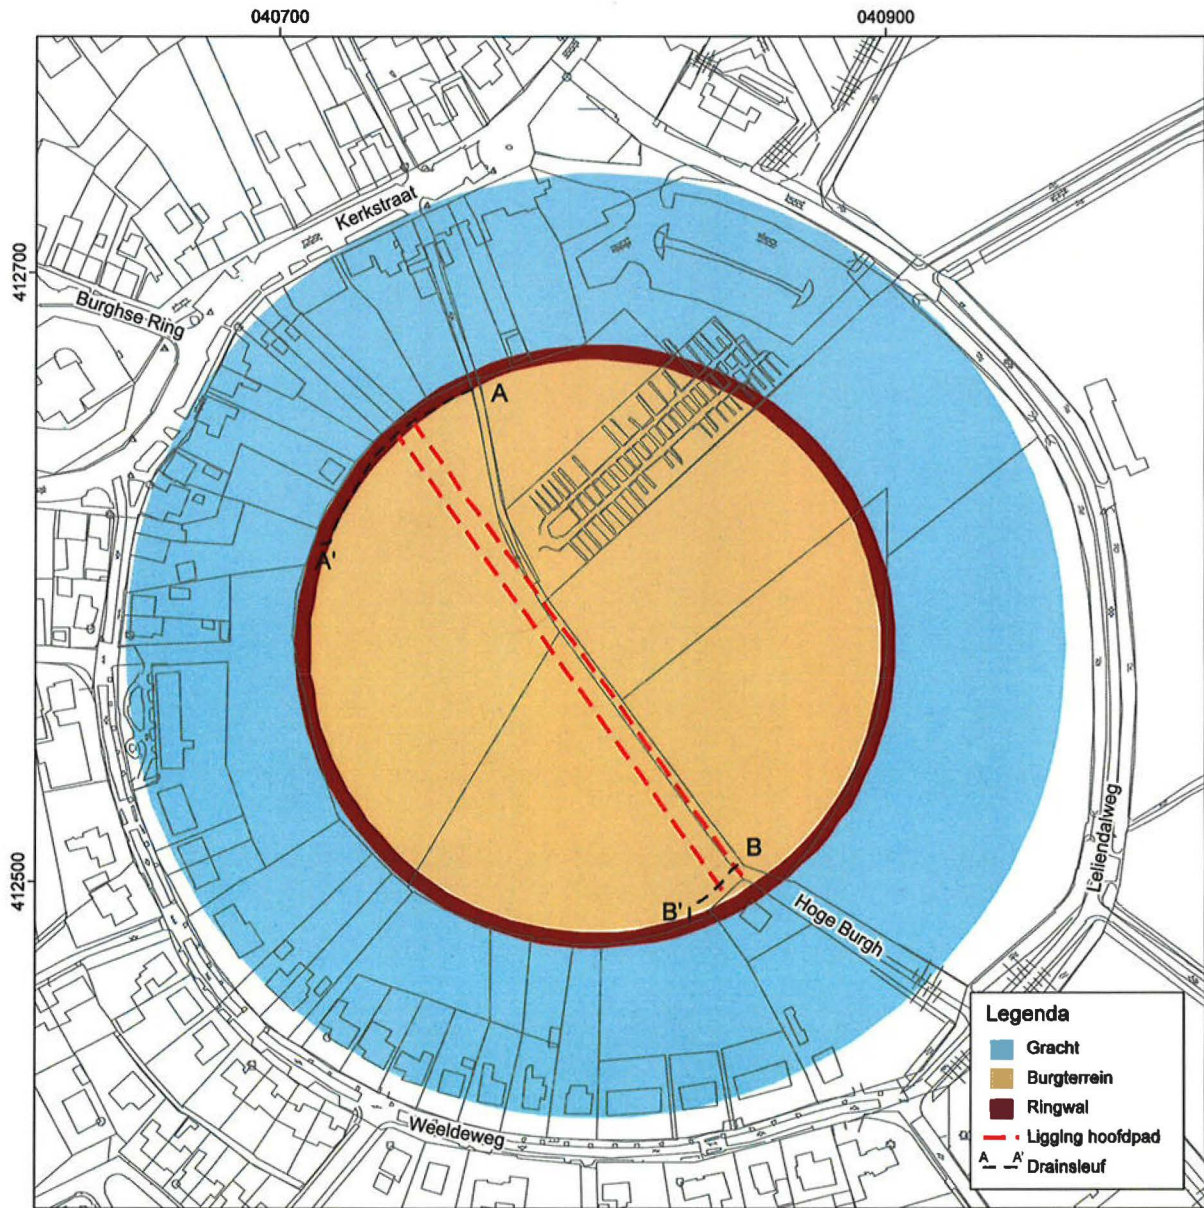 040700
040900
412700
412500
Kerkstraat
Burghse Ring
A
A'
B
B'
Hoge Burgh
Leliendalweg
Weeldeweg
Legenda
Gracht
Burgterrein
Ringwal
Ligging hoofdpad
A A' Drainsleuf